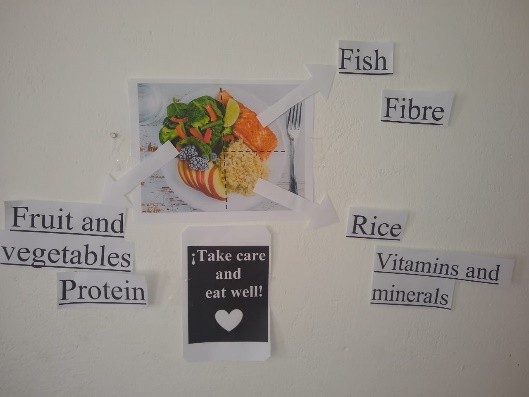 Fish
Fibre
Fruit and
vegetables
Protein
Rice
Vitamins and
minerals
¡Take care
and
eat well!